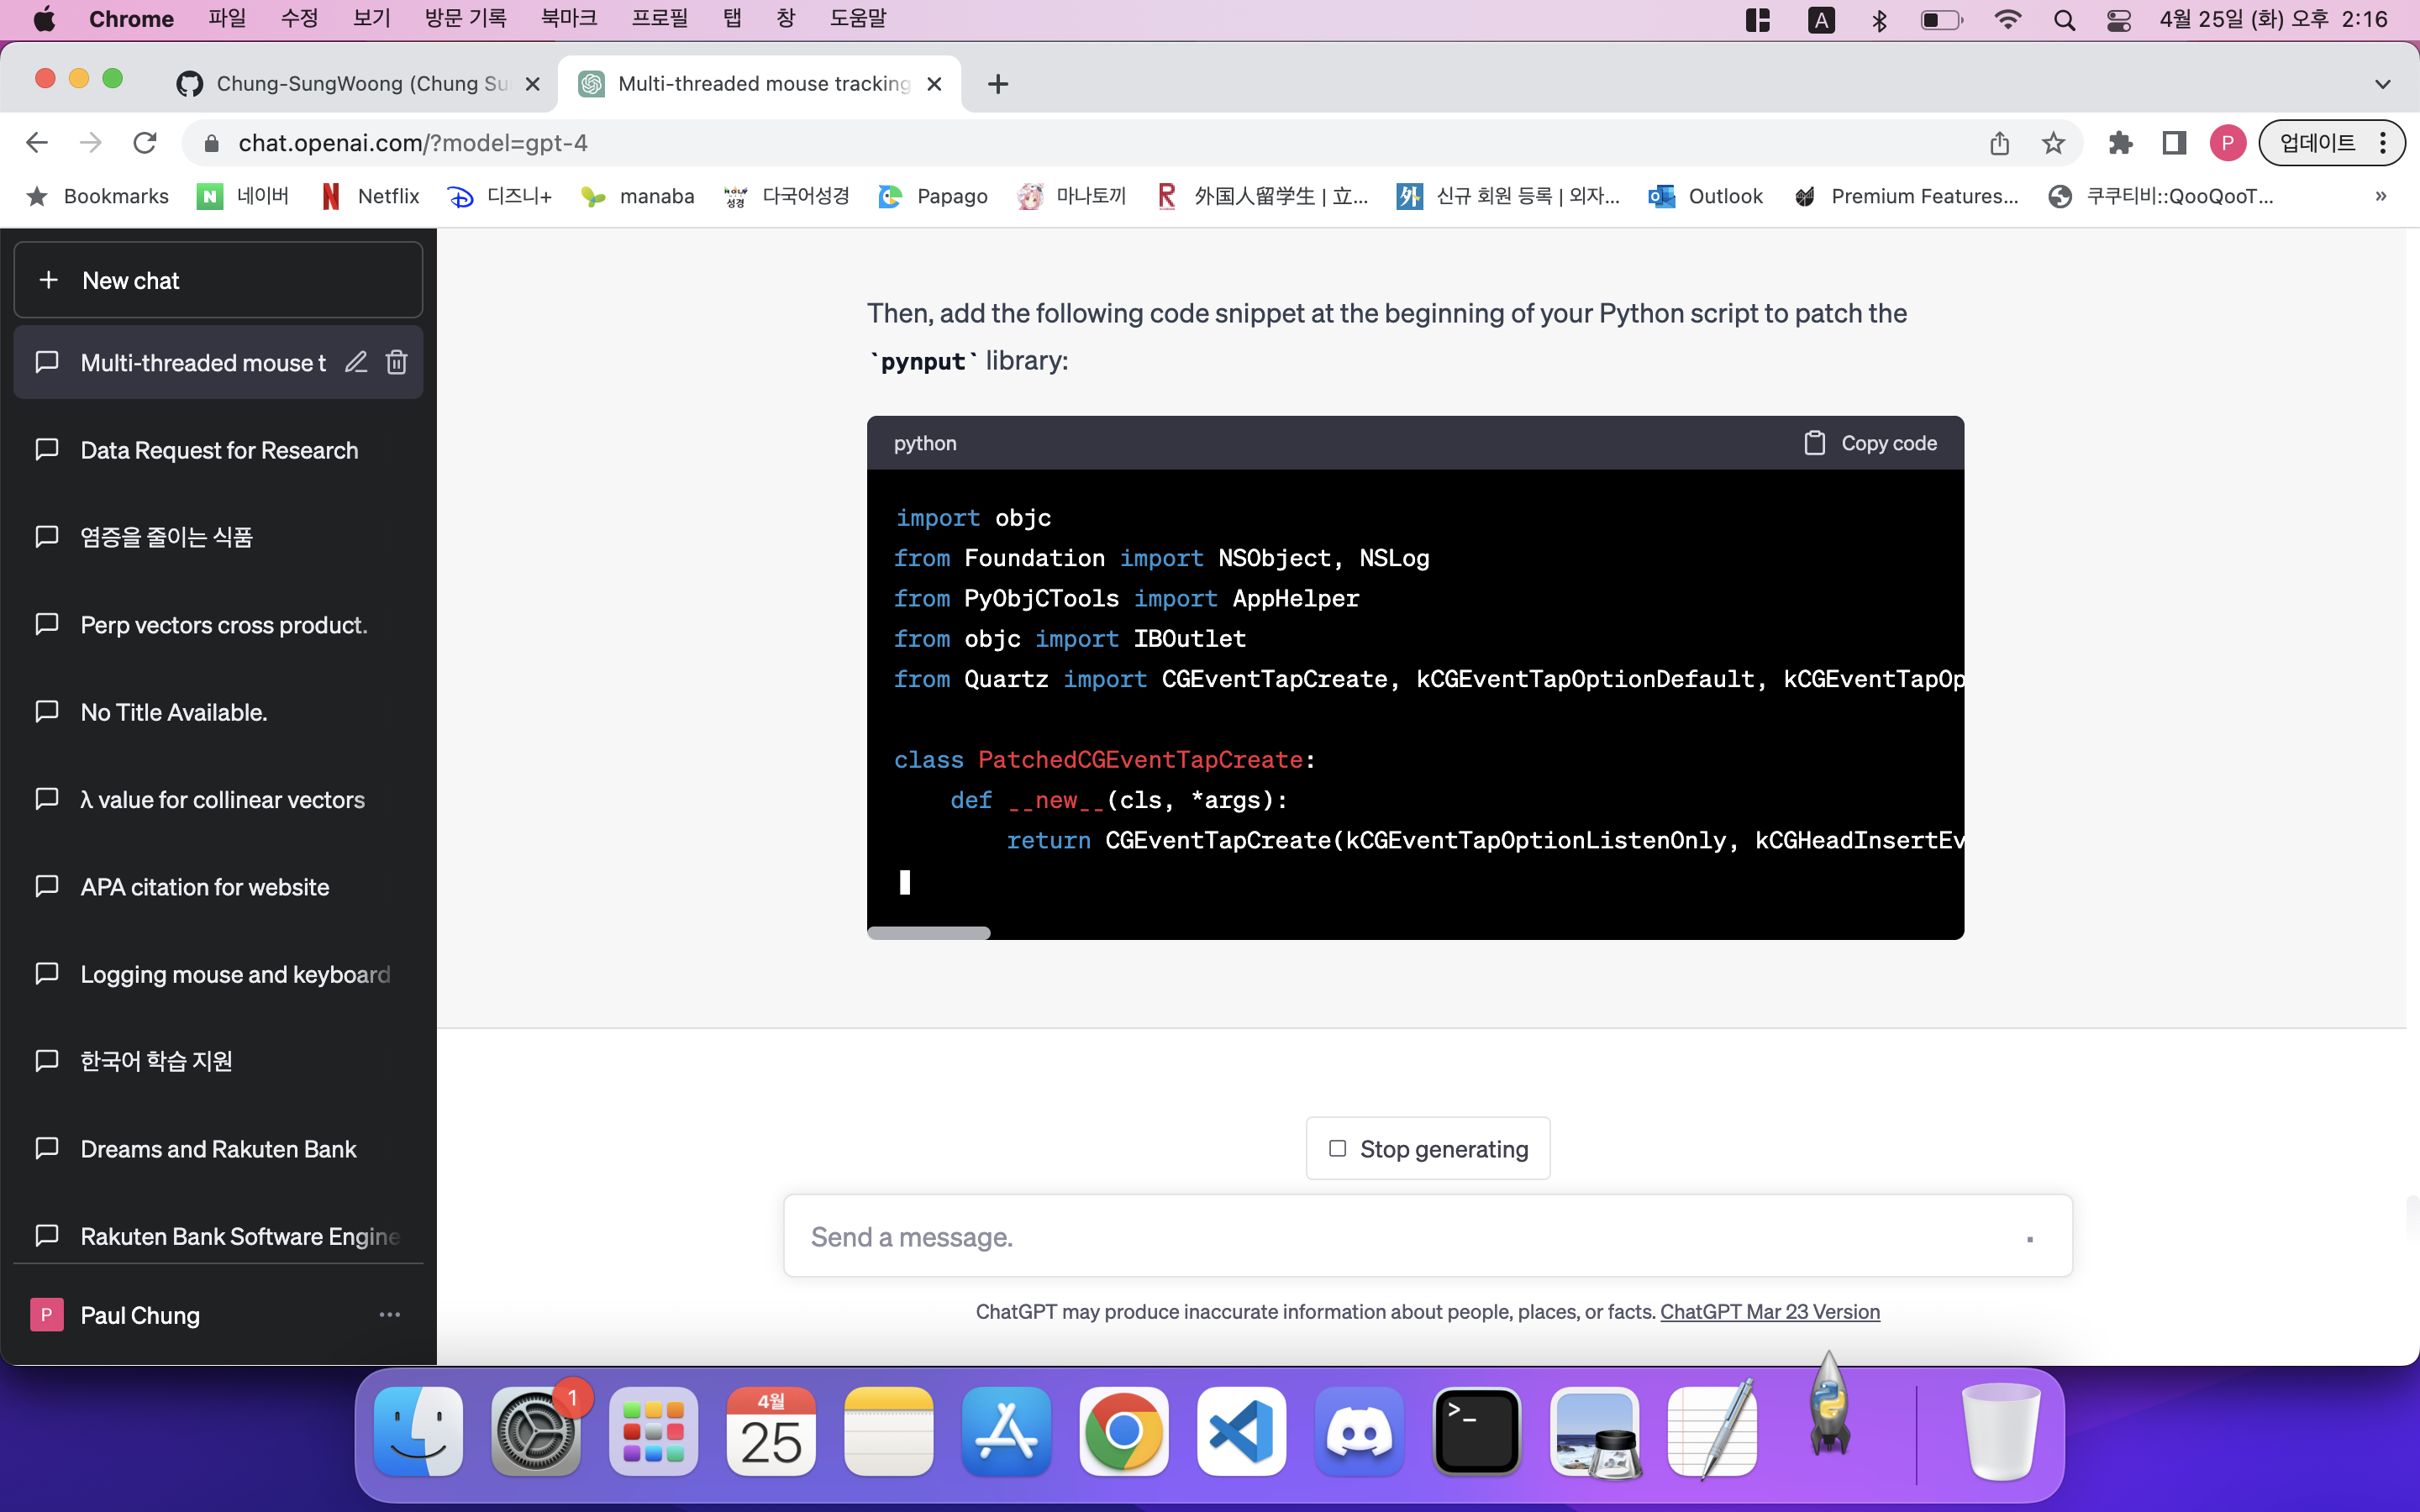 Chrome 파일 수정 보기 방문 기록 북마크 프로필 탭 창 도움말 A 4월 25일 (화) 오후 2:16
Chung-SungWoong (Chung Su Multi-threaded mouse tracking
chat.openai.com/?model=gpt-4 P 업데이트
Bookmarks N 네이버 N Netflix D 디즈니+ manaba 성경 다국어성경 Papago 마나토끼 R 外国人留学生 | 立... 外 신규 회원 등록 | 외자... Outlook Premium Features... 쿠쿠티비::QooQooT... »
New chat
Multi-threaded mouse t
Data Request for Research
염증을 줄이는 식품
Perp vectors cross product.
No Title Available.
λ value for collinear vectors
APA citation for website
Logging mouse and keyboard
한국어 학습 지원
Dreams and Rakuten Bank
Rakuten Bank Software Engine
P Paul Chung ...
Then, add the following code snippet at the beginning of your Python script to patch the
`pynput` library:
python Copy code
import objc
from Foundation import NSObject, NSLog
from PyObjCTools import AppHelper
from objc import IBOutlet
from Quartz import CGEventTapCreate, kCGEventTapOptionDefault, kCGEventTapOp
class PatchedCGEventTapCreate:
def __new__(cls, *args):
return CGEventTapCreate(kCGEventTapOptionListenOnly, kCGHeadInsertEv
Stop generating
Send a message.
ChatGPT may produce inaccurate information about people, places, or facts. ChatGPT Mar 23 Version
1
4월
25
>_